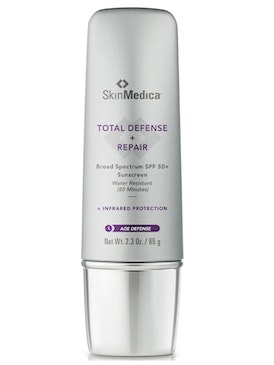 SkinMedica®
TOTAL DEFENSE
+
REPAIR
Broad Spectrum SPF 50+
Sunscreen
Water Resistant
(80 Minutes)
+ INFRARED PROTECTION
AGE DEFENSE
Net Wt. 2.3 Oz. / 65 g